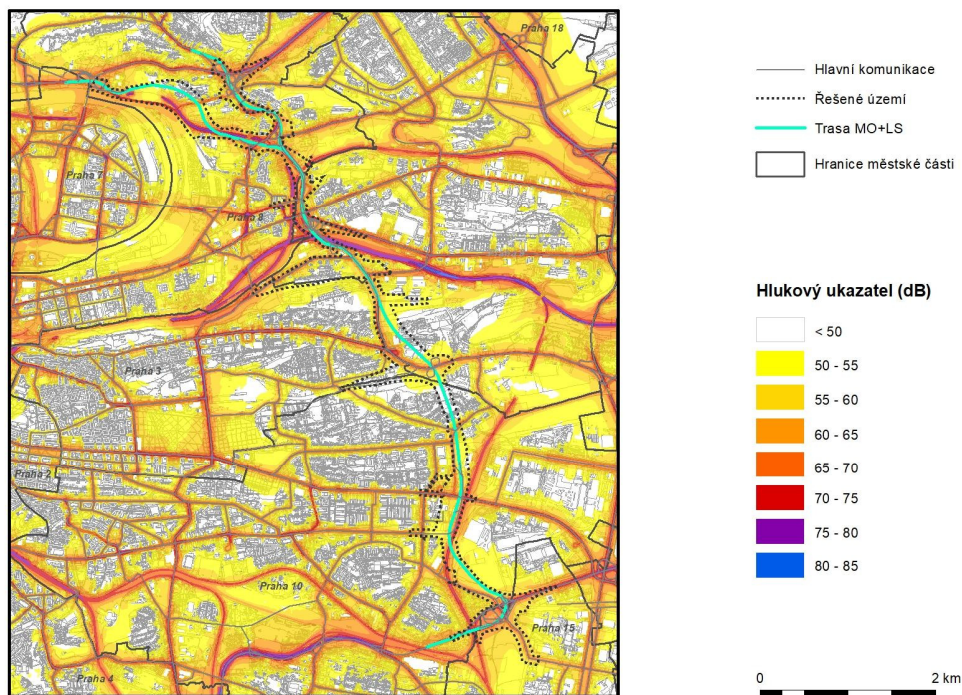 Praha 18
Praha 7
Praha 8
Praha 3
Praha 2
Praha 10
Praha 15
Praha 4
Hlavní komunikace
Řešené území
Trasa MO+LS
Hranice městské části
Hlukový ukazatel (dB)
< 50
50 - 55
55 - 60
60 - 65
65 - 70
70 - 75
75 - 80
80 - 85
0 2 km